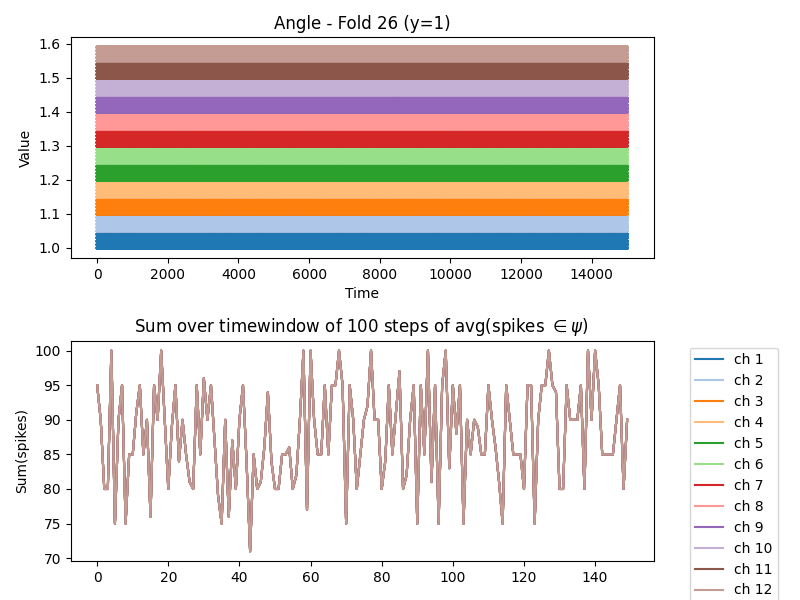 Angle - Fold 26 (y=1)
1.6
1.5
1.4
1.3
1.2
1.1
1.0
Value
0 2000 4000 6000 8000 10000 12000 14000
Time
Sum over timewindow of 100 steps of avg(spikes ∈ψ)
100
95
90
85
80
75
70
Sum(spikes)
0 20 40 60 80 100 120 140
ch 1
ch 2
ch 3
ch 4
ch 5
ch 6
ch 7
ch 8
ch 9
ch 10
ch 11
ch 12